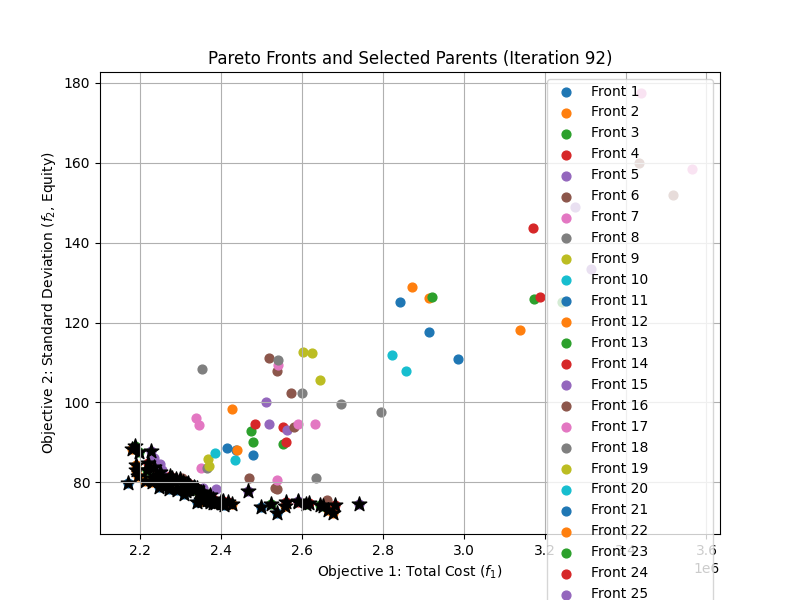 Pareto Fronts and Selected Parents (Iteration 92)
Objective 2: Standard Deviation (f₂, Equity)
180
160
140
120
100
80
2.2
2.4
2.6
2.8
3.0
3.2
3.4
3.6
1e6
Objective 1: Total Cost (f₁)
Front 1
Front 2
Front 3
Front 4
Front 5
Front 6
Front 7
Front 8
Front 9
Front 10
Front 11
Front 12
Front 13
Front 14
Front 15
Front 16
Front 17
Front 18
Front 19
Front 20
Front 21
Front 22
Front 23
Front 24
Front 25